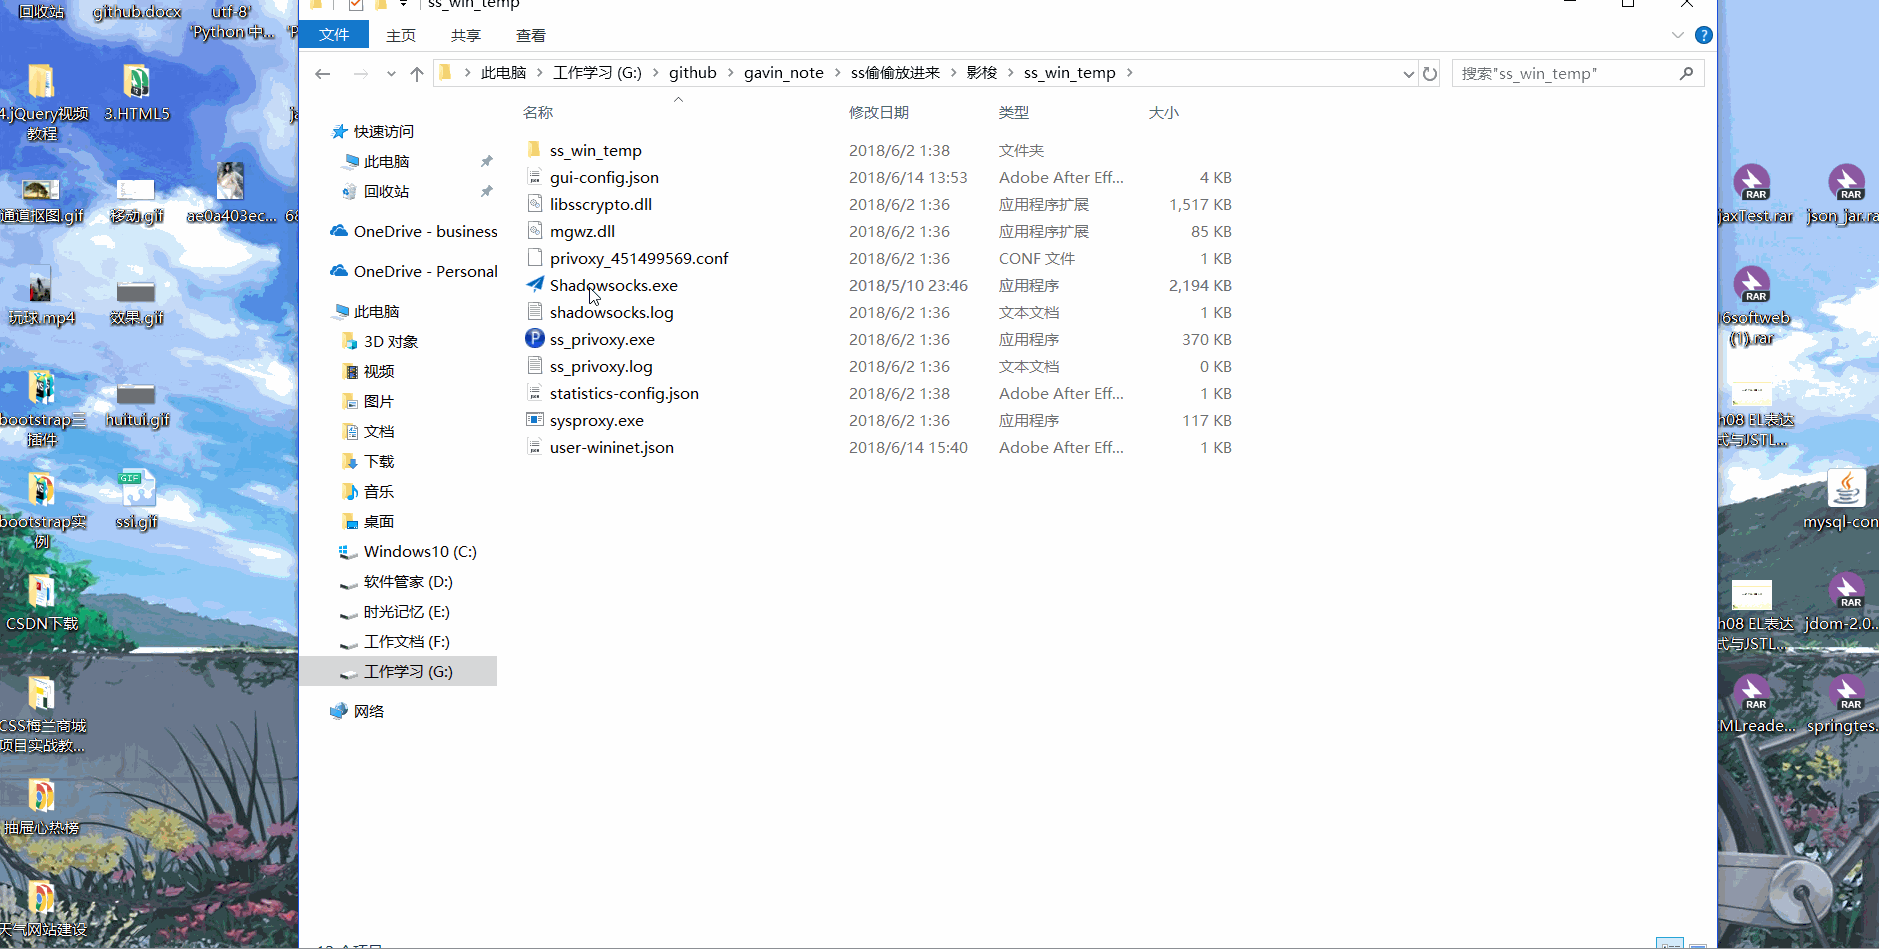 回收站
github.docx
utf-8'
'Python 中...
4.jQuery视频
教程
3.HTML5
通道抠图.gif
移动.gif
ae0a403ec...
玩球.mp4
效果.gif
bootstrap三
插件
huitui.gif
bootstrap实
例
ssi.gif
CSDN下载
CSS梅兰商城
项目实战教...
抽屉心热榜
天气网站建设
ss_win_temp
文件 主页 共享 查看
此电脑 工作学习 (G:) github gavin_note ss偷偷放进来 影梭 ss_win_temp
搜索"ss_win_temp"
快速访问
此电脑
回收站
OneDrive - business
OneDrive - Personal
此电脑
3D 对象
视频
图片
文档
下载
音乐
桌面
Windows10 (C:)
软件管家 (D:)
时光记忆 (E:)
工作文档 (F:)
工作学习 (G:)
网络
名称 修改日期 类型 大小
ss_win_temp 2018/6/2 1:38 文件夹
gui-config.json 2018/6/14 13:53 Adobe After Eff... 4 KB
libsscrypto.dll 2018/6/2 1:36 应用程序扩展 1,517 KB
mgwz.dll 2018/6/2 1:36 应用程序扩展 85 KB
privoxy_451499569.conf 2018/6/2 1:36 CONF 文件 1 KB
Shadowsocks.exe 2018/5/10 23:46 应用程序 2,194 KB
shadowsocks.log 2018/6/2 1:36 文本文档 1 KB
ss_privoxy.exe 2018/6/2 1:36 应用程序 370 KB
ss_privoxy.log 2018/6/2 1:36 文本文档 0 KB
statistics-config.json 2018/6/2 1:38 Adobe After Eff... 1 KB
sysproxy.exe 2018/6/2 1:36 应用程序 117 KB
user-wininet.json 2018/6/14 15:40 Adobe After Eff... 1 KB
jaxTest.rar
json_jar.ra
16softweb
(1).rar
h08 EL表达
式与JSTL...
mysql-con
h08 EL表达
式与JSTL...
jdom-2.0...
MLreade...
springtes.